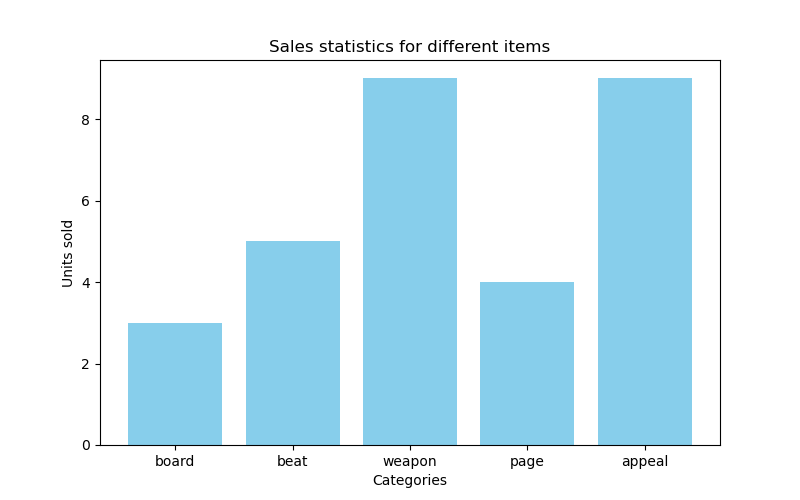 Sales statistics for different items
Units sold
8
6
4
2
0
board beat weapon page appeal
Categories